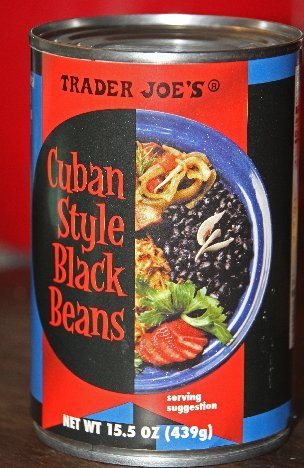 TRADER JOE'S®
Cuban
Style
Black
Beans
serving
suggestion
NET WT 15.5 OZ (439g)